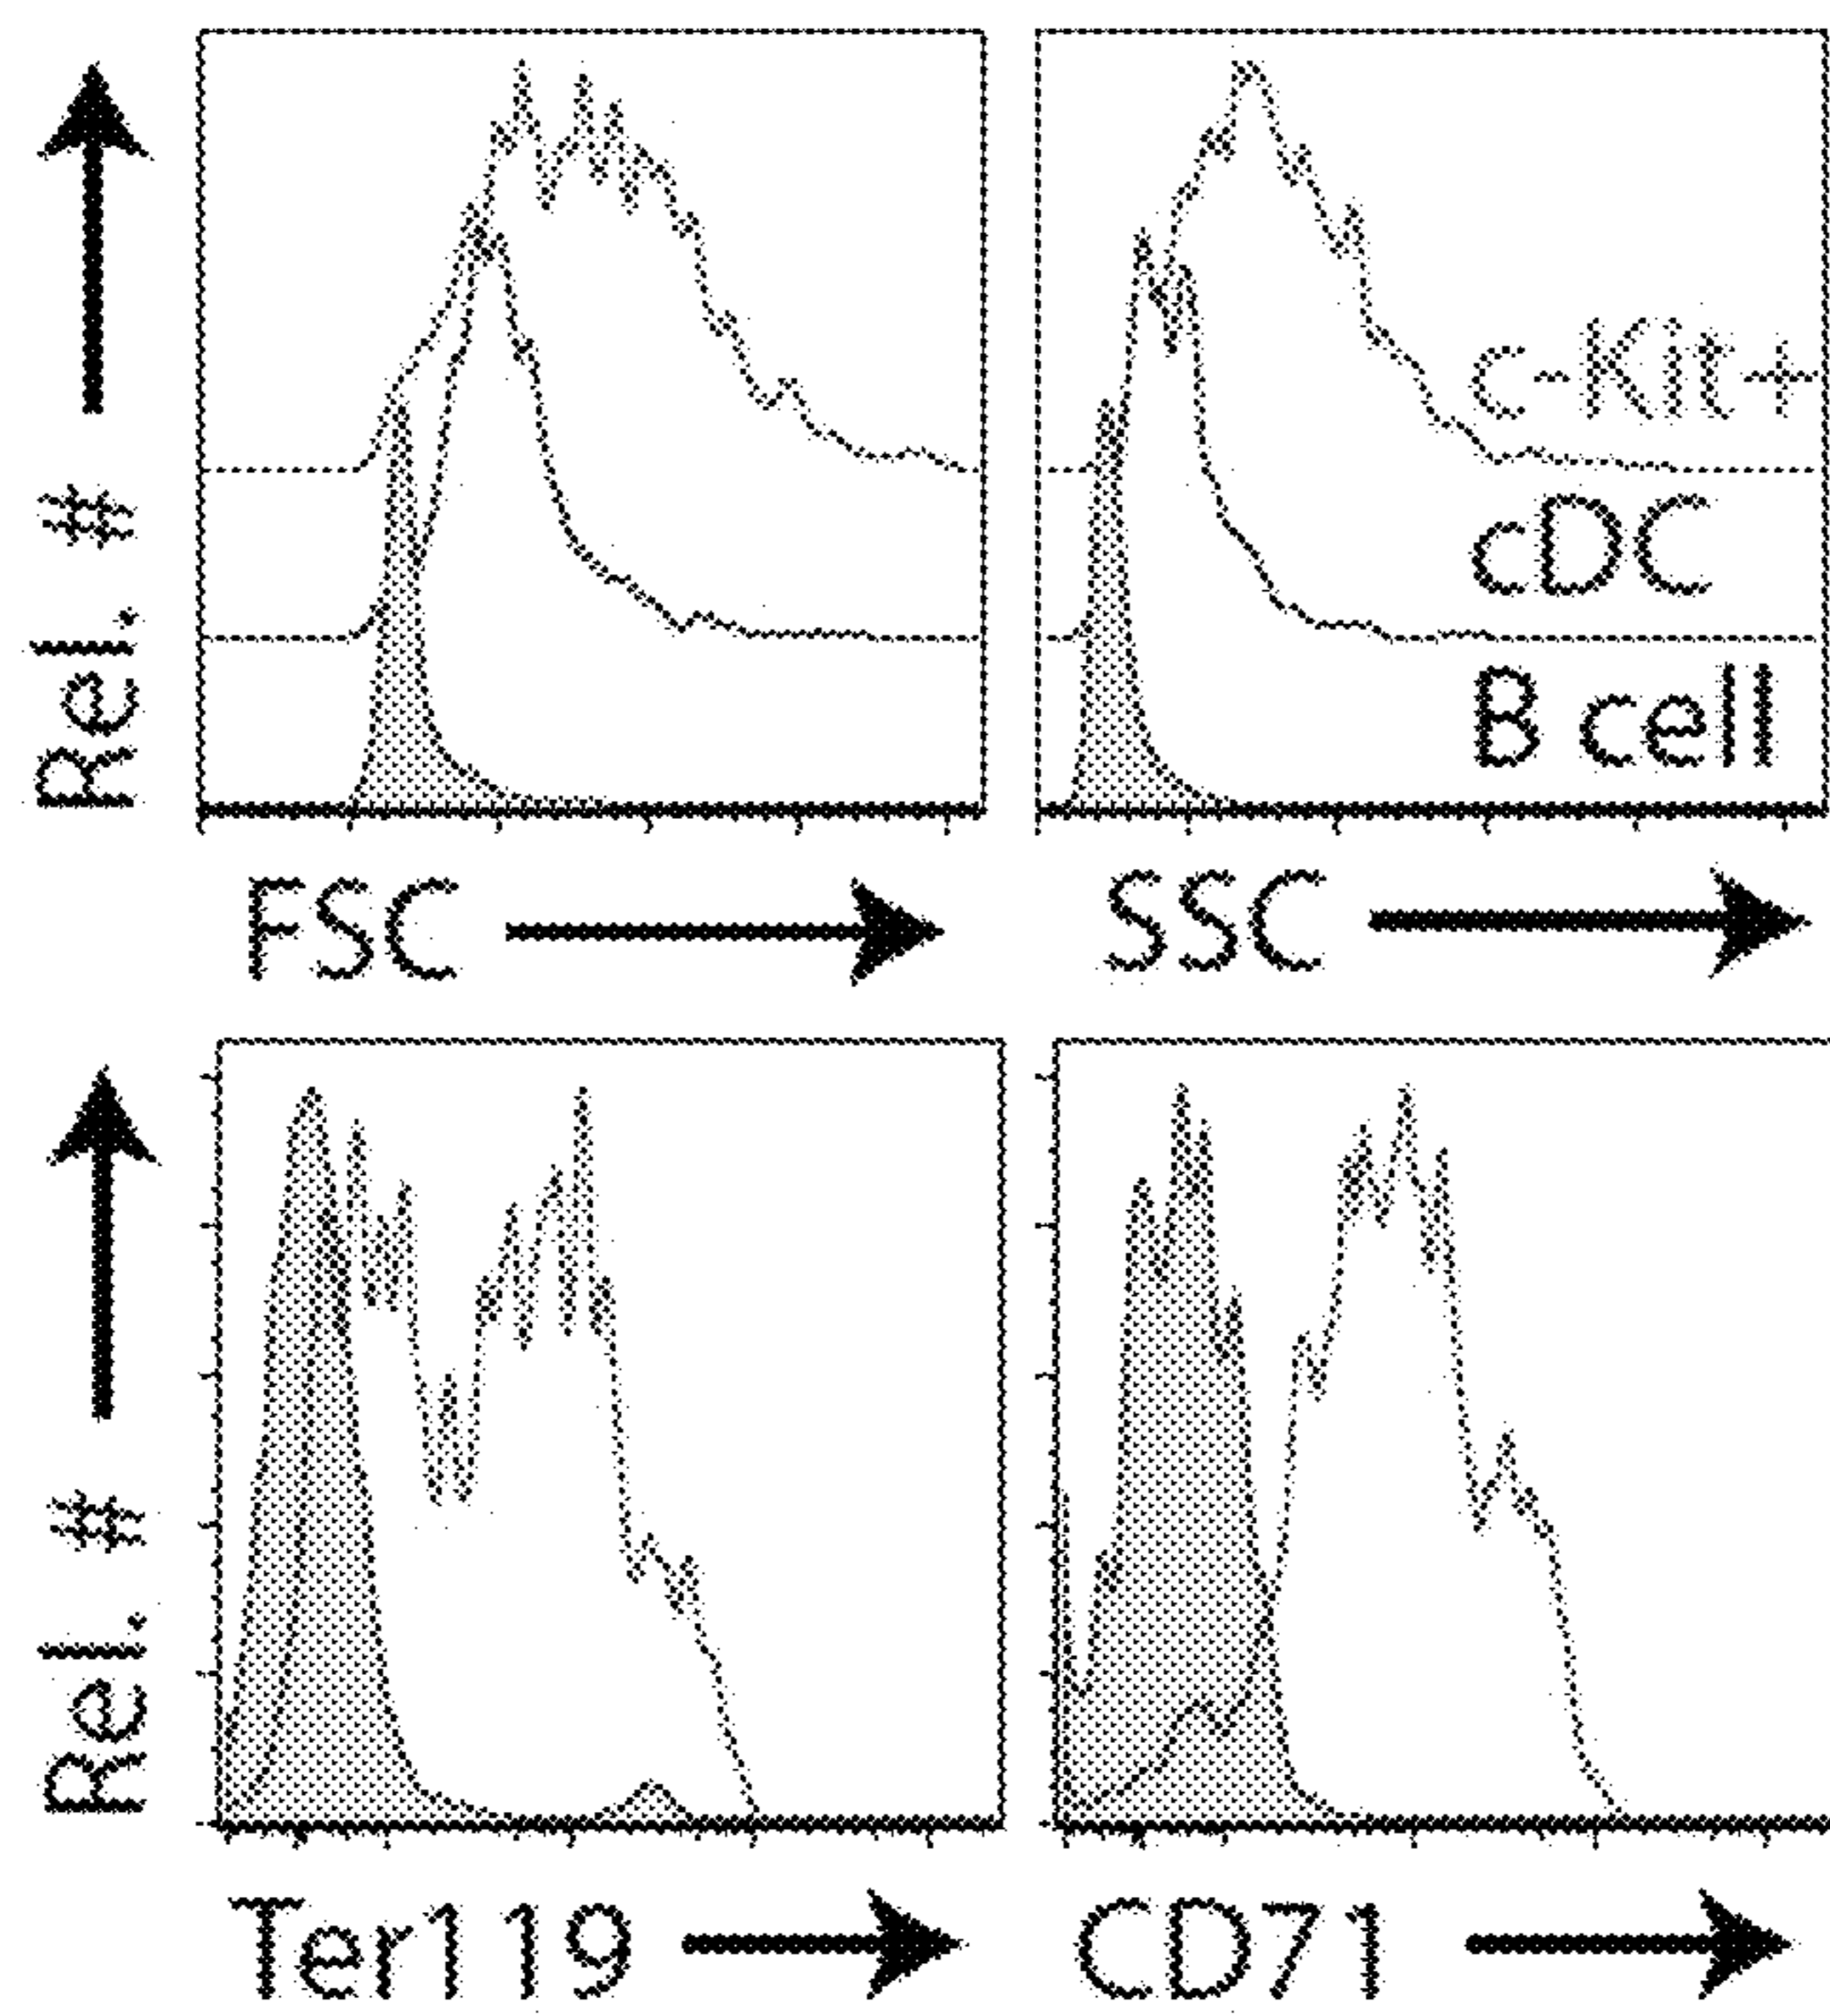 Rel. #
c-Kit+
cDC
B cell
FSC
SSC
Rel. #
Ter119
CD71